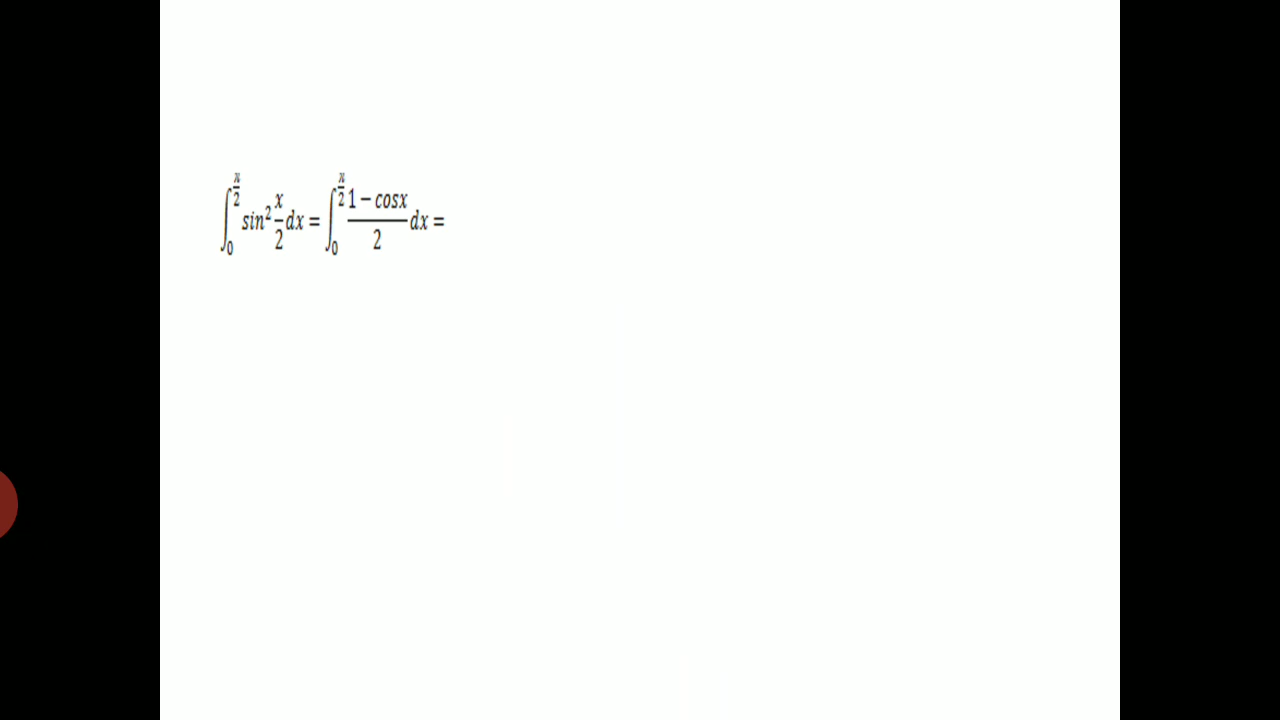 ∫₀^(π/2) sin² x/2 dx = ∫₀^(π/2) (1 − cosx)/2 dx =